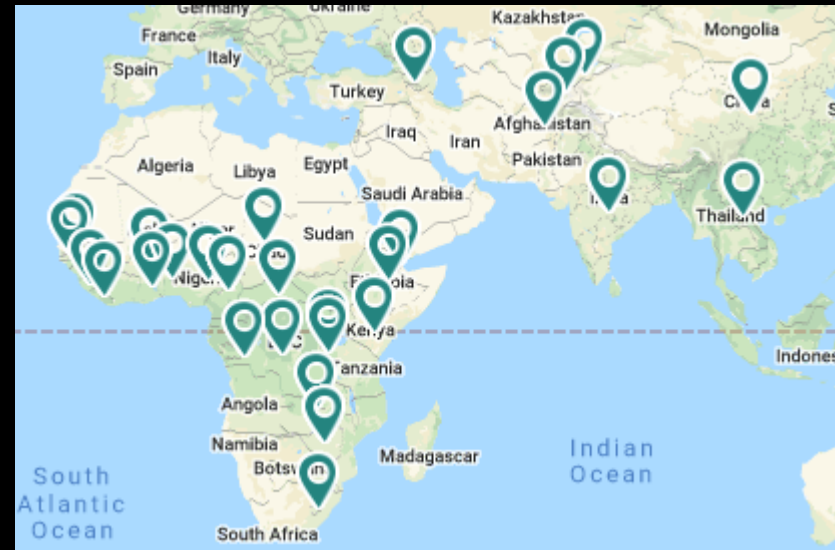 Germany
Ukraine
Kazakhstan
Mongolia
France
Italy
Spain
Turkey
Afghanistan
Iraq
Iran
Pakistan
Algeria
Libya
Egypt
Saudi Arabia
Sudan
Thailand
Kenya
Tanzania
Angola
Namibia
Madagascar
South Africa
Indian
Ocean
South
Atlantic
Ocean